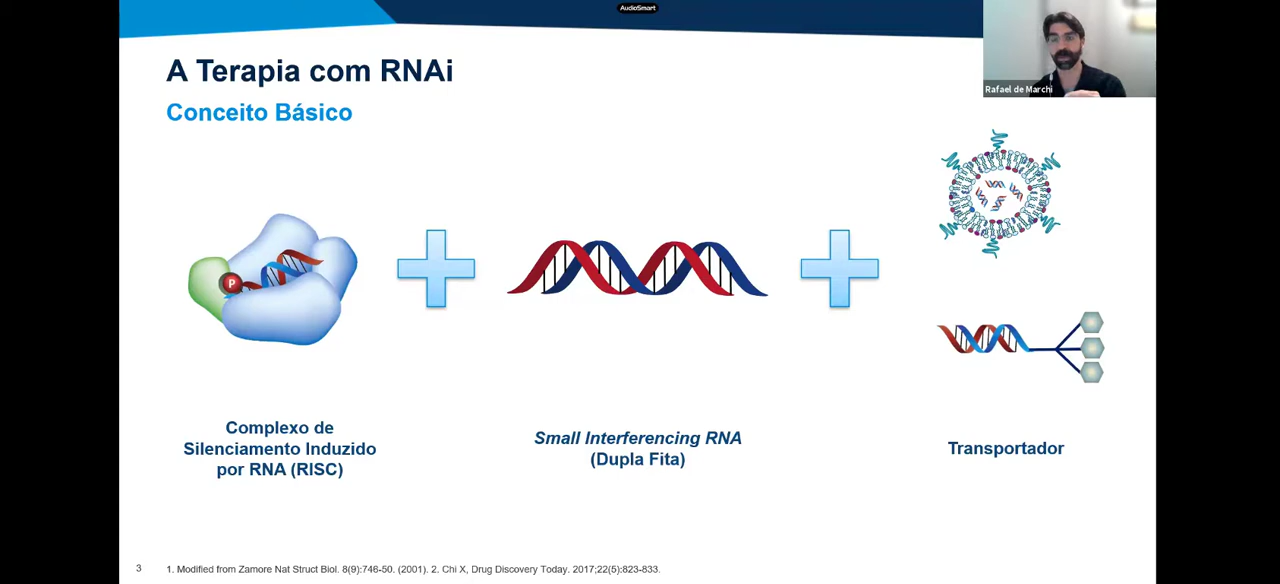 AudioSmart
A Terapia com RNAi
Conceito Básico
Rafael de Marchi
P
Complexo de
Silenciamento Induzido
por RNA (RISC)
Small Interferencing RNA
(Dupla Fita)
Transportador
3
1. Modified from Zamore Nat Struct Biol. 8(9):746-50. (2001). 2. Chi X, Drug Discovery Today. 2017;22(5):823-833.